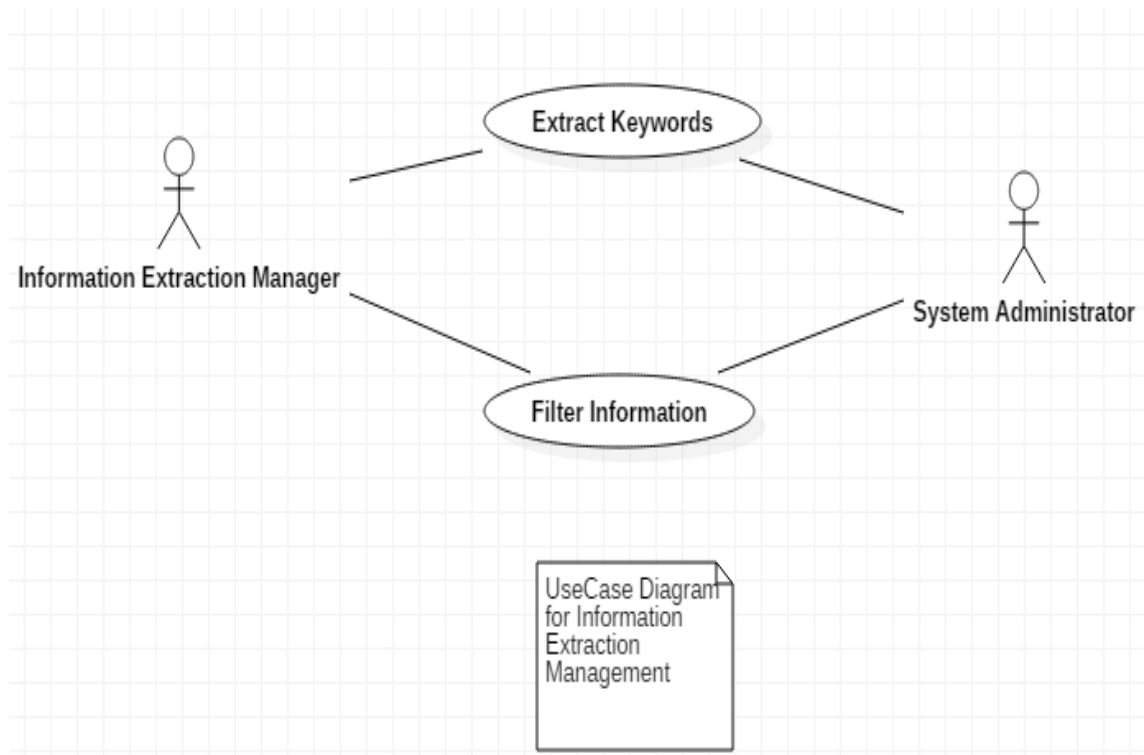 Extract Keywords
Information Extraction Manager
System Administrator
Filter Information
UseCase Diagram
for Information
Extraction
Management